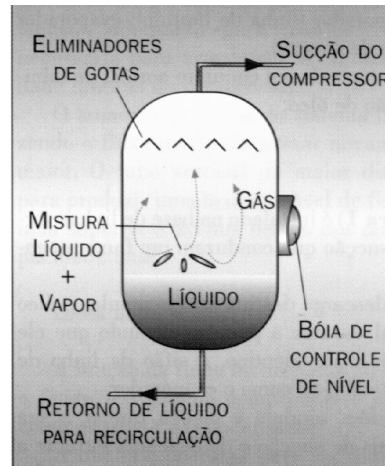 ELIMINADORES
DE GOTAS
SUCÇÃO DO
COMPRESSOR
GÁS
MISTURA
LÍQUIDO
+
VAPOR
LÍQUIDO
BÓIA DE
CONTROLE
DE NÍVEL
RETORNO DE LÍQUIDO
PARA RECIRCULAÇÃO